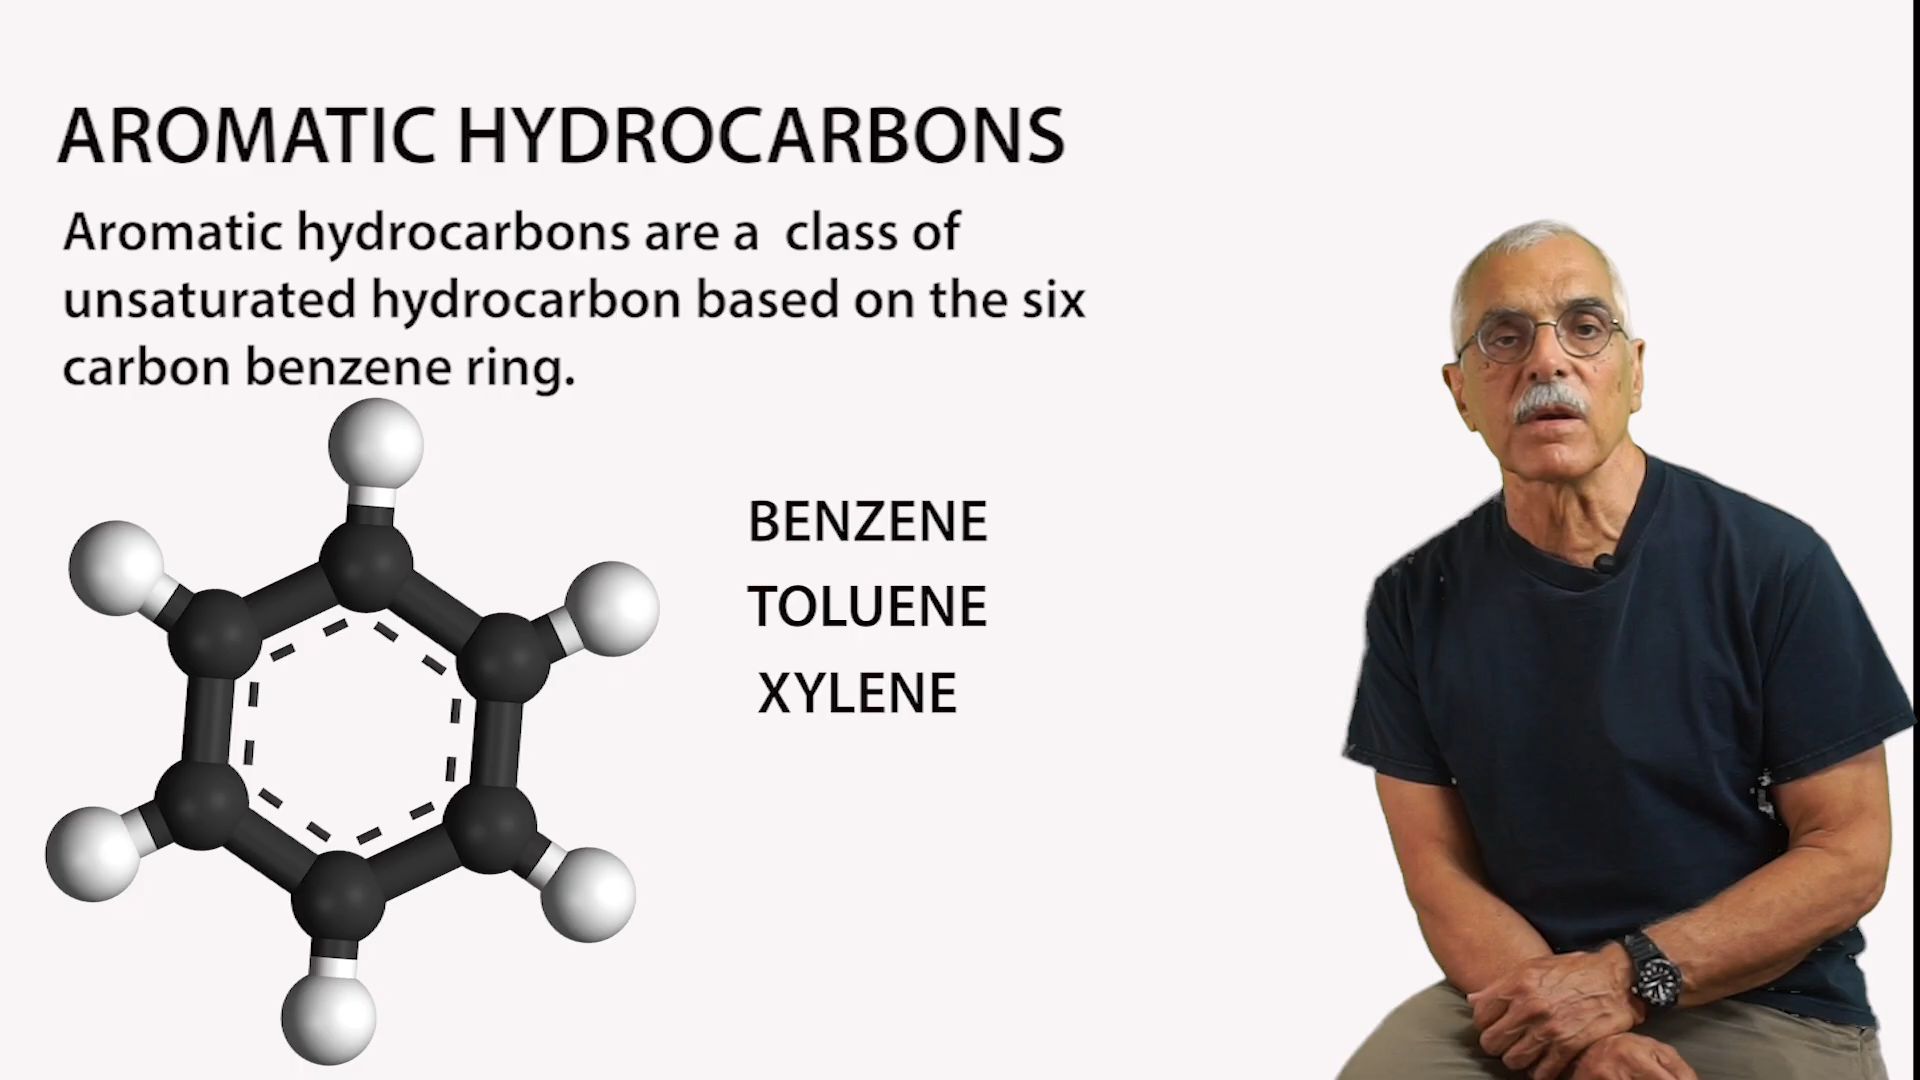 AROMATIC HYDROCARBONS
Aromatic hydrocarbons are a class of
unsaturated hydrocarbon based on the six
carbon benzene ring.
BENZENE
TOLUENE
XYLENE